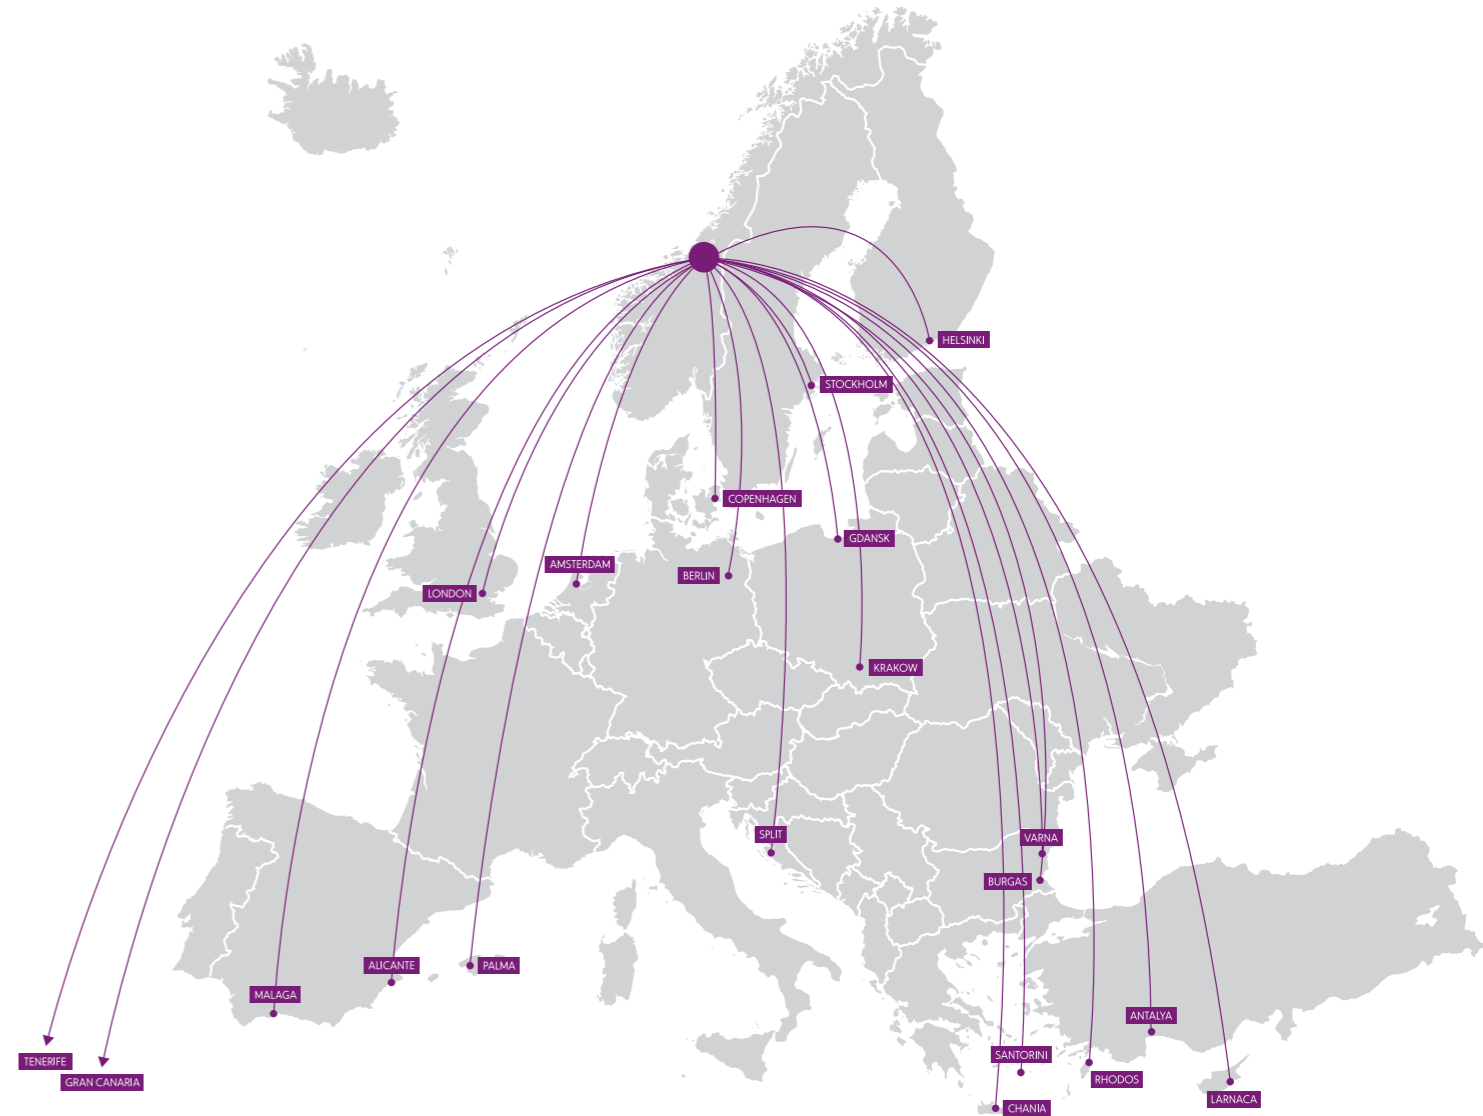 HELSINKI
STOCKHOLM
COPENHAGEN
GDANSK
AMSTERDAM
BERLIN
LONDON
KRAKOW
SPLIT
VARNA
BURGAS
ALICANTE
PALMA
MALAGA
ANTALYA
SANTORINI
TENERIFE
RHODOS
GRAN CANARIA
LARNACA
CHANIA